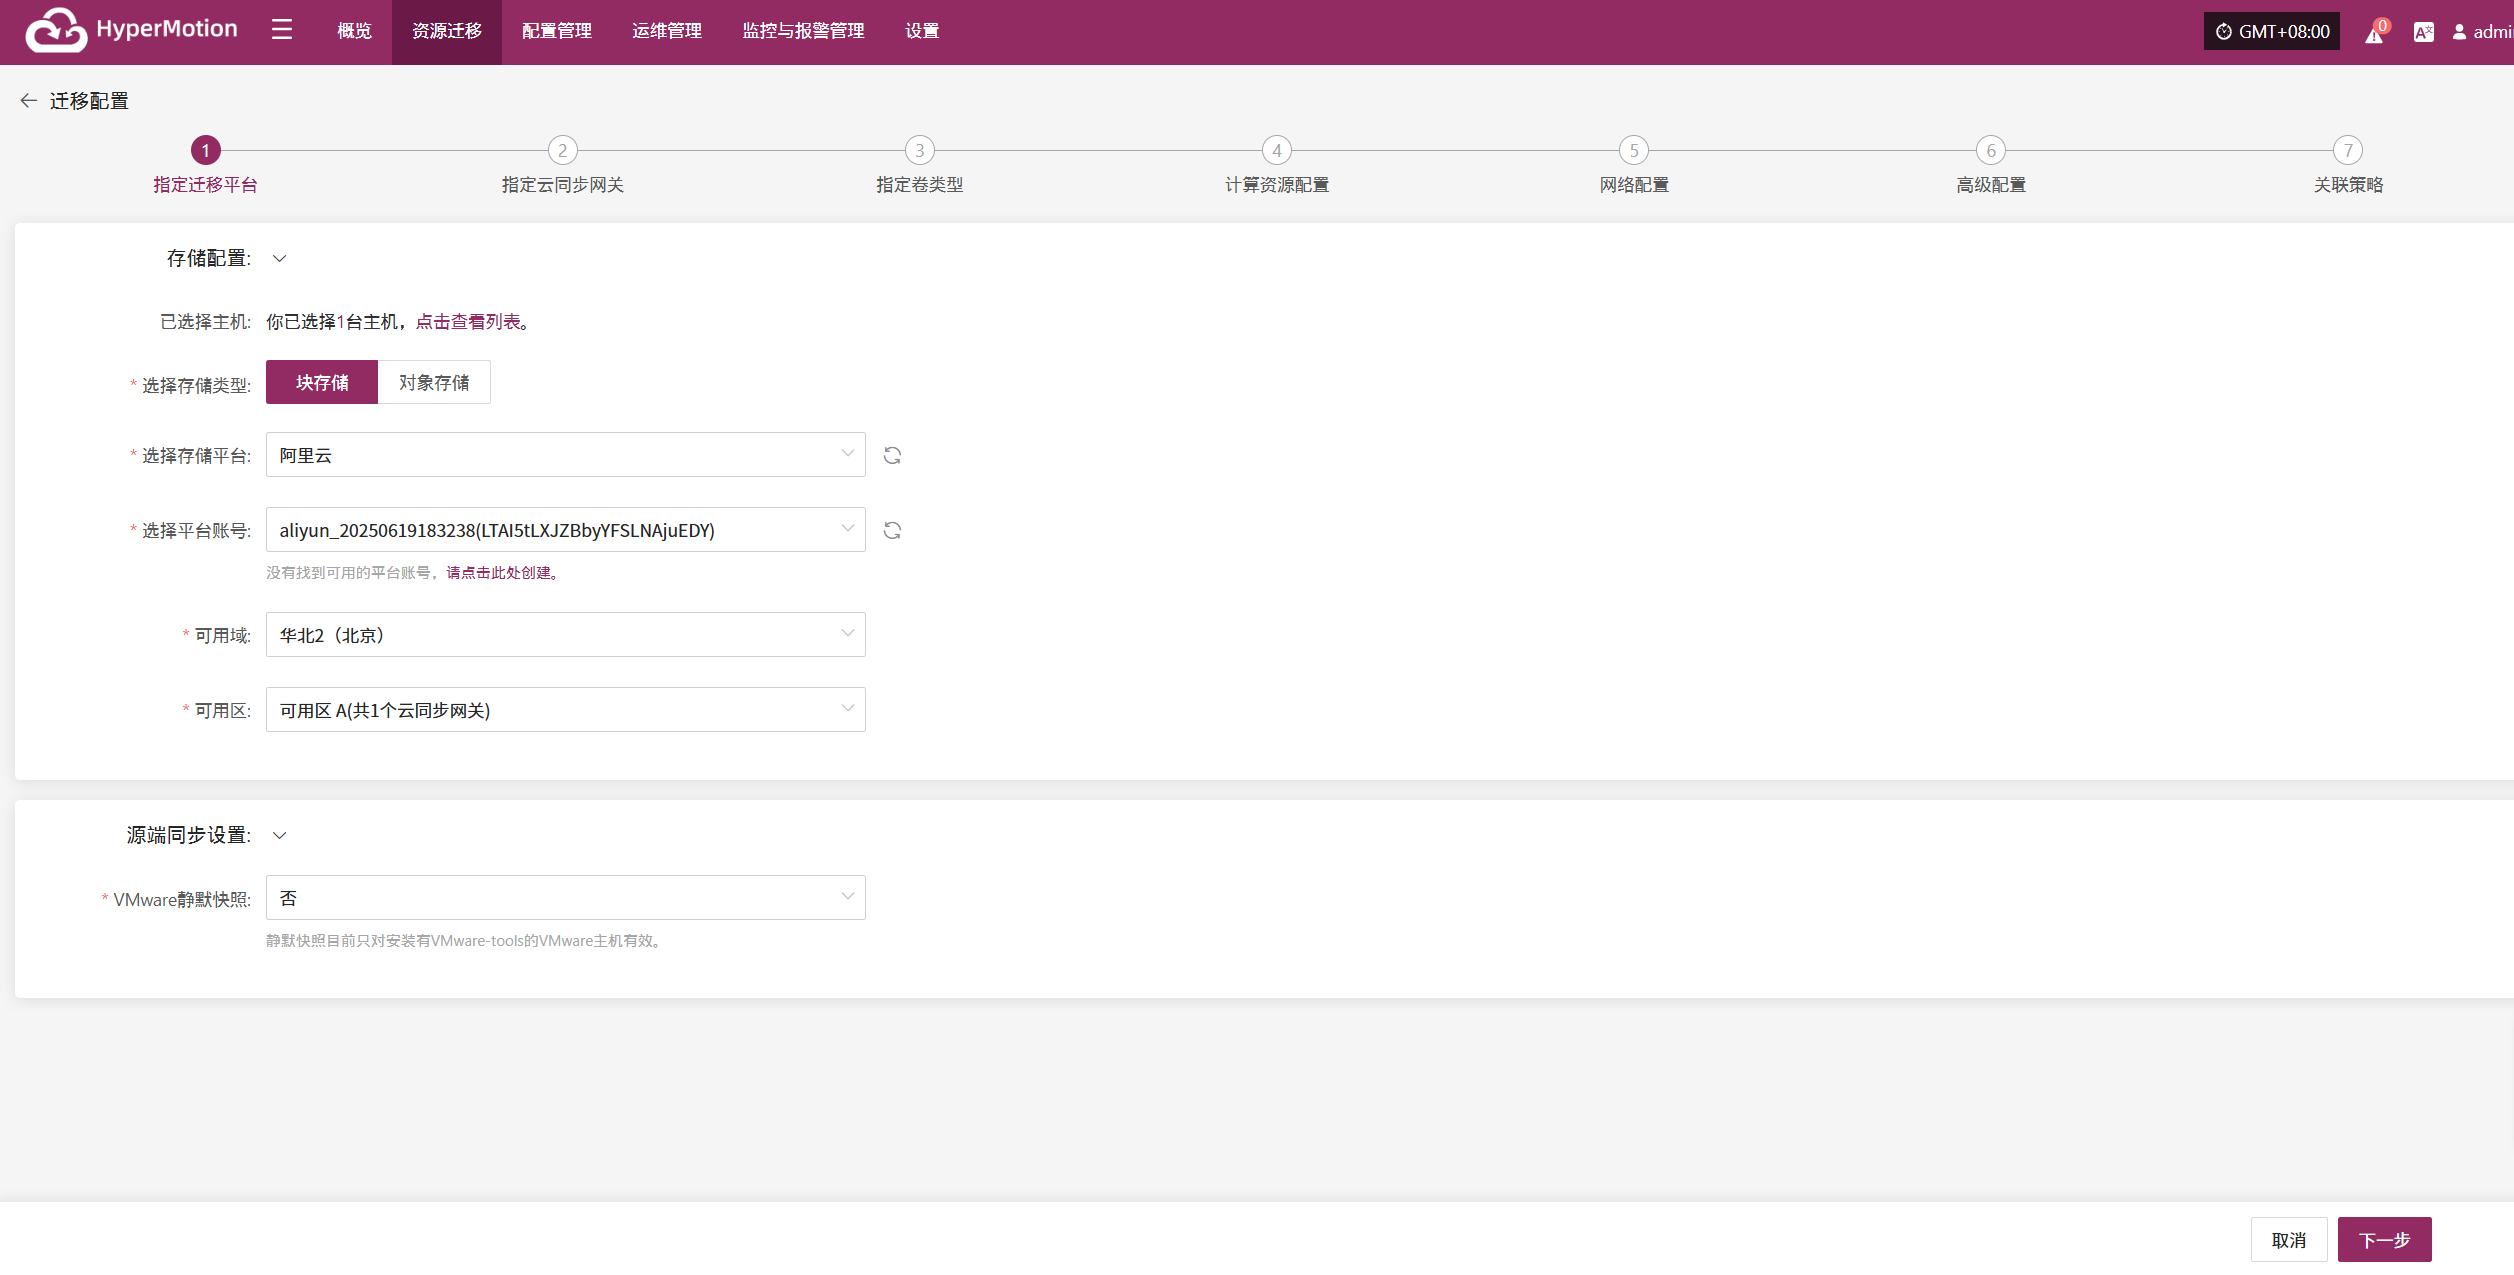 HyperMotion 概览 资源迁移 配置管理 运维管理 监控与报警管理 设置 GMT+08:00 0 admi
迁移配置
1 2 3 4 5 6 7
指定迁移平台 指定云同步网关 指定卷类型 计算资源配置 网络配置 高级配置 关联策略
存储配置:
已选择主机: 你已选择1台主机，点击查看列表。
* 选择存储类型: 块存储 对象存储
* 选择存储平台: 阿里云
* 选择平台账号: aliyun_20250619183238(LTAI5tLXJZBbyYFSLNAjuEDY)
没有找到可用的平台账号，请点击此处创建。
* 可用域: 华北2（北京）
* 可用区: 可用区 A(共1个云同步网关)
源端同步设置:
* VMware静默快照: 否
静默快照目前只对安装有VMware-tools的VMware主机有效。
取消 下一步